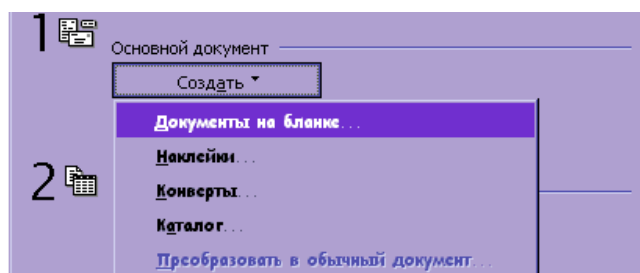 1
Основной документ
Создать
Документы на бланке...
Наклейки...
2
Конверты...
Каталог...
Преобразовать в обычный документ...